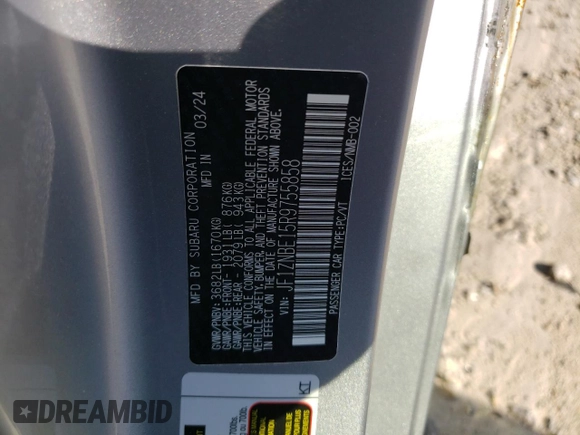 MFD BY SUBARU CORPORATION
MFD IN 03/24
GVWR/PNBV: 3682LB(1670KG)
GAWR/PNBE:FRONT- 1931LB( 876KG)
GAWR/PNBE:REAR - 2079LB( 943KG)
THIS VEHICLE CONFORMS TO ALL APPLICABLE FEDERAL MOTOR
VEHICLE SAFETY, BUMPER, AND THEFT PREVENTION STANDARDS
IN EFFECT ON THE DATE OF MANUFACTURE SHOWN ABOVE.
VIN: JF1ZNBE15R9755858
PASSENGER CAR TYPE:PC/VT ICES/NMB-002
DREAMBID